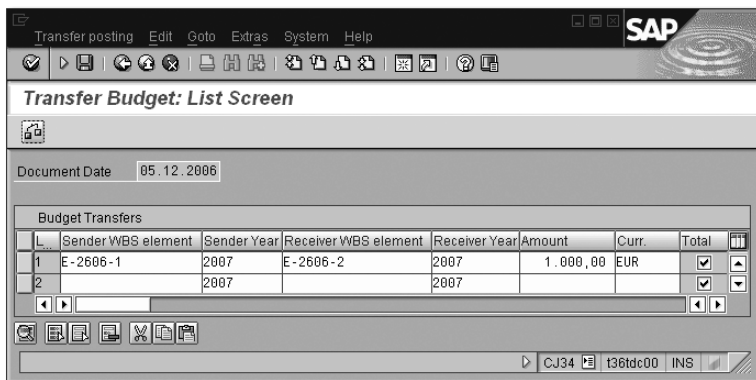 SAP
Transfer posting Edit Goto Extras System Help
Transfer Budget: List Screen
Document Date 05.12.2006
Budget Transfers
L... Sender WBS element Sender Year Receiver WBS element Receiver Year Amount Curr. Total
1 E-2606-1 2007 E-2606-2 2007 1.000,00 EUR
2 2007 2007
CJ34 t36tdc00 INS